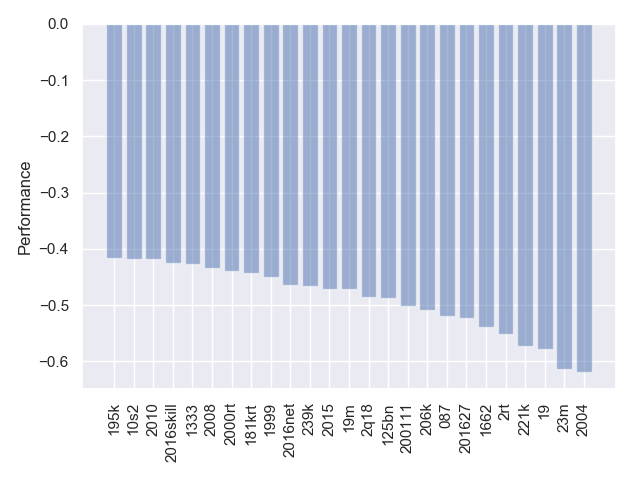 0.0
−0.1
−0.2
−0.3
−0.4
−0.5
−0.6
Performance
195k
10s2
2010
2016skill
1333
2008
2000rt
181krt
1999
2016net
239k
2015
19m
2q18
125bn
200111
206k
087
201627
1662
2rt
221k
19
23m
2004